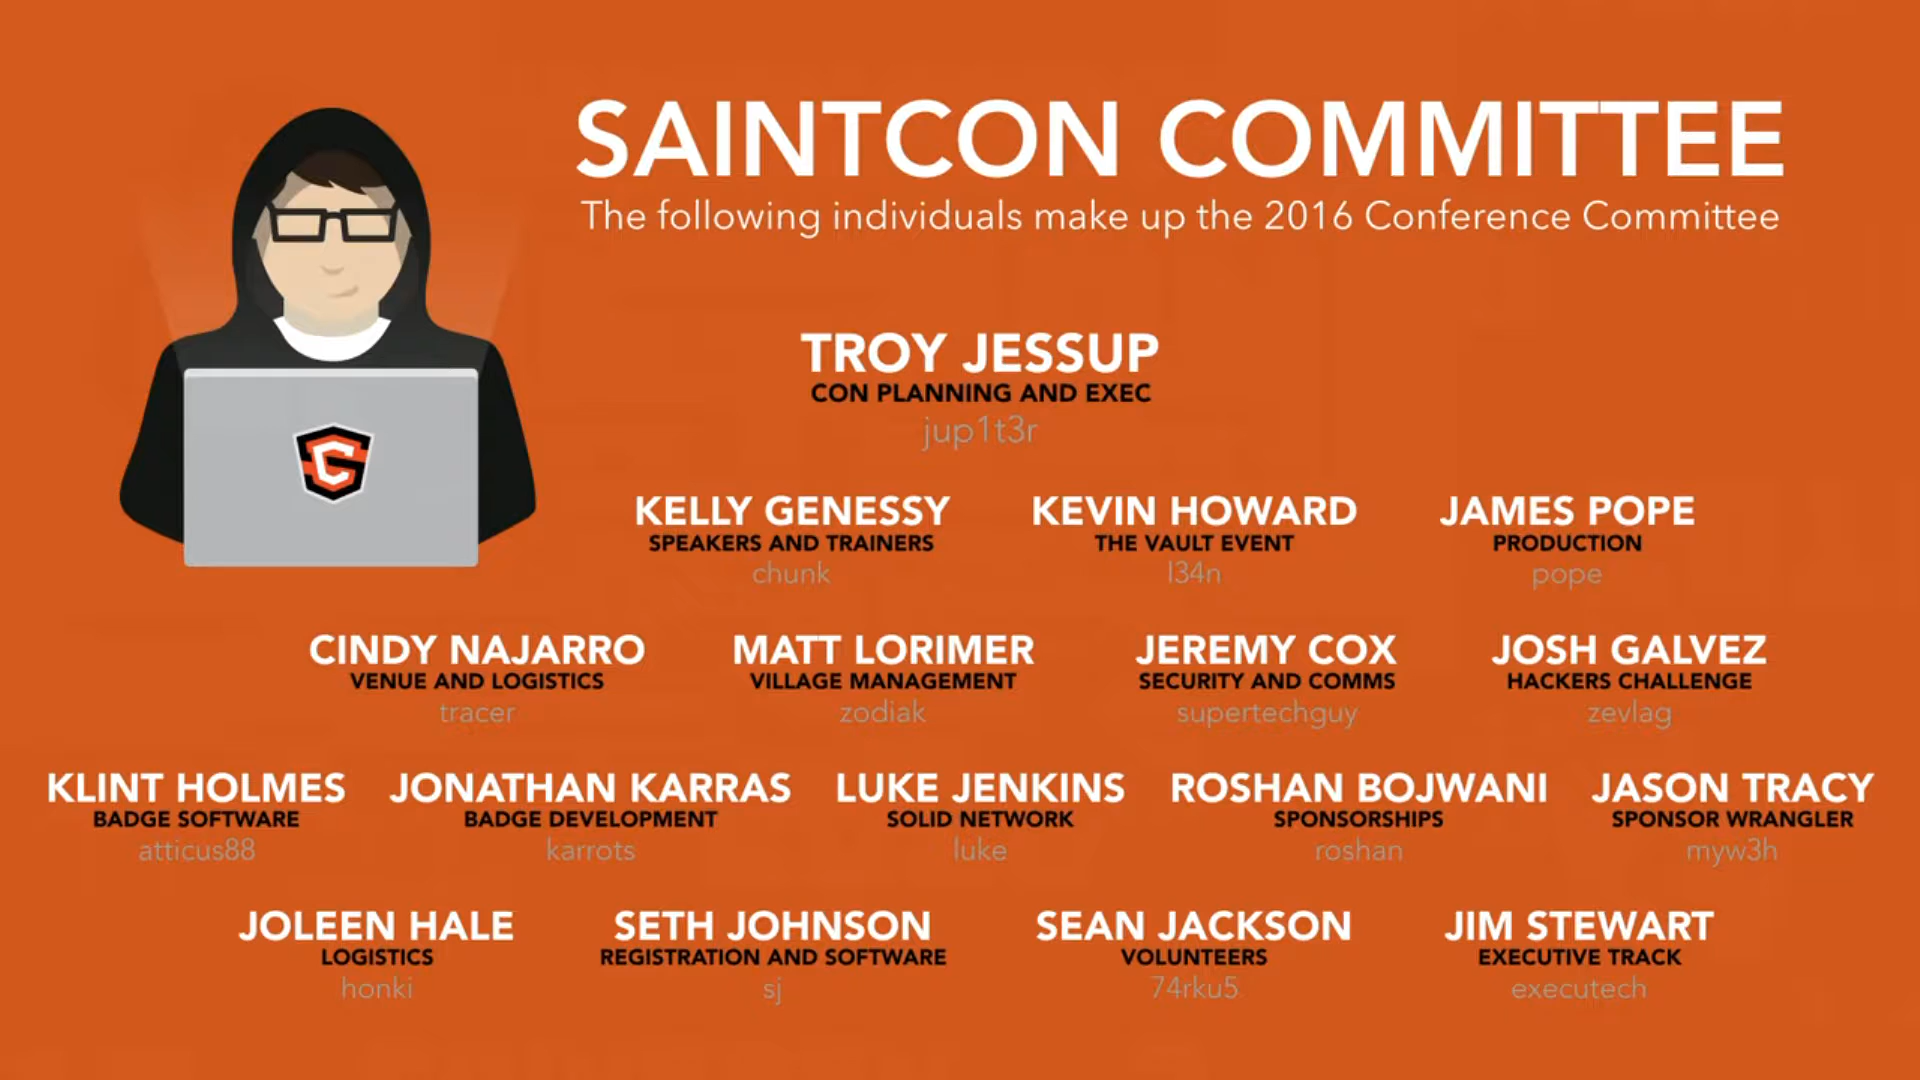 SAINTCON COMMITTEE
The following individuals make up the 2016 Conference Committee
TROY JESSUP
CON PLANNING AND EXEC
jup1t3r
KELLY GENESSY
SPEAKERS AND TRAINERS
chunk
KEVIN HOWARD
THE VAULT EVENT
l34n
JAMES POPE
PRODUCTION
pope
CINDY NAJARRO
VENUE AND LOGISTICS
tracer
MATT LORIMER
VILLAGE MANAGEMENT
zodiak
JEREMY COX
SECURITY AND COMMS
supertechguy
JOSH GALVEZ
HACKERS CHALLENGE
zevlag
KLINT HOLMES
BADGE SOFTWARE
atticus88
JONATHAN KARRAS
BADGE DEVELOPMENT
karrots
LUKE JENKINS
SOLID NETWORK
luke
ROSHAN BOJWANI
SPONSORSHIPS
roshan
JASON TRACY
SPONSOR WRANGLER
myw3h
JOLEEN HALE
LOGISTICS
honki
SETH JOHNSON
REGISTRATION AND SOFTWARE
sj
SEAN JACKSON
VOLUNTEERS
74rku5
JIM STEWART
EXECUTIVE TRACK
executech